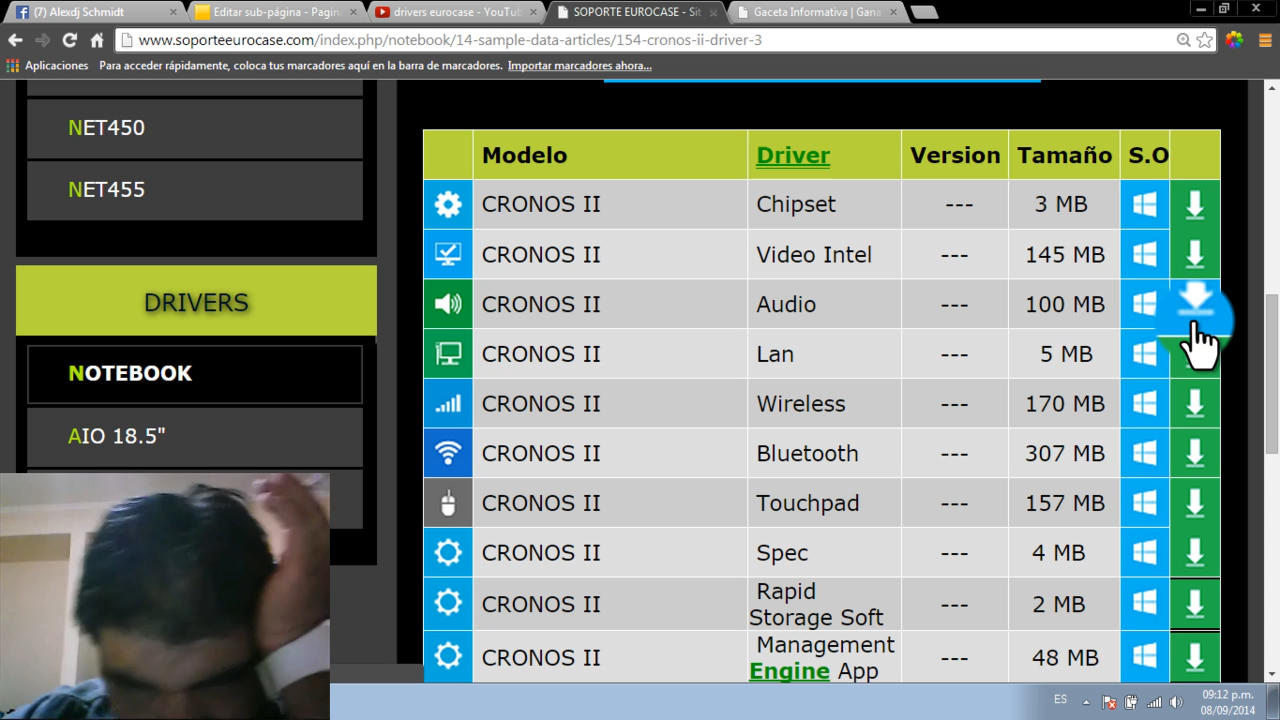 (7) Alexdj Schmidt
Editar sub-página - Pagin
drivers eurocase - YouTu
SOPORTE EUROCASE - Sit
Gaceta Informativa | Gana
www.soporteeurocase.com/index.php/notebook/14-sample-data-articles/154-cronos-ii-driver-3
Aplicaciones Para acceder rápidamente, coloca tus marcadores aquí en la barra de marcadores. Importar marcadores ahora...
NET450
NET455
DRIVERS
NOTEBOOK
AIO 18.5"
Modelo Driver Version Tamaño S.O
CRONOS II Chipset --- 3 MB
CRONOS II Video Intel --- 145 MB
CRONOS II Audio --- 100 MB
CRONOS II Lan --- 5 MB
CRONOS II Wireless --- 170 MB
CRONOS II Bluetooth --- 307 MB
CRONOS II Touchpad --- 157 MB
CRONOS II Spec --- 4 MB
CRONOS II Rapid
Storage Soft --- 2 MB
CRONOS II Management
Engine App --- 48 MB
ES
09:12 p.m.
08/09/2014